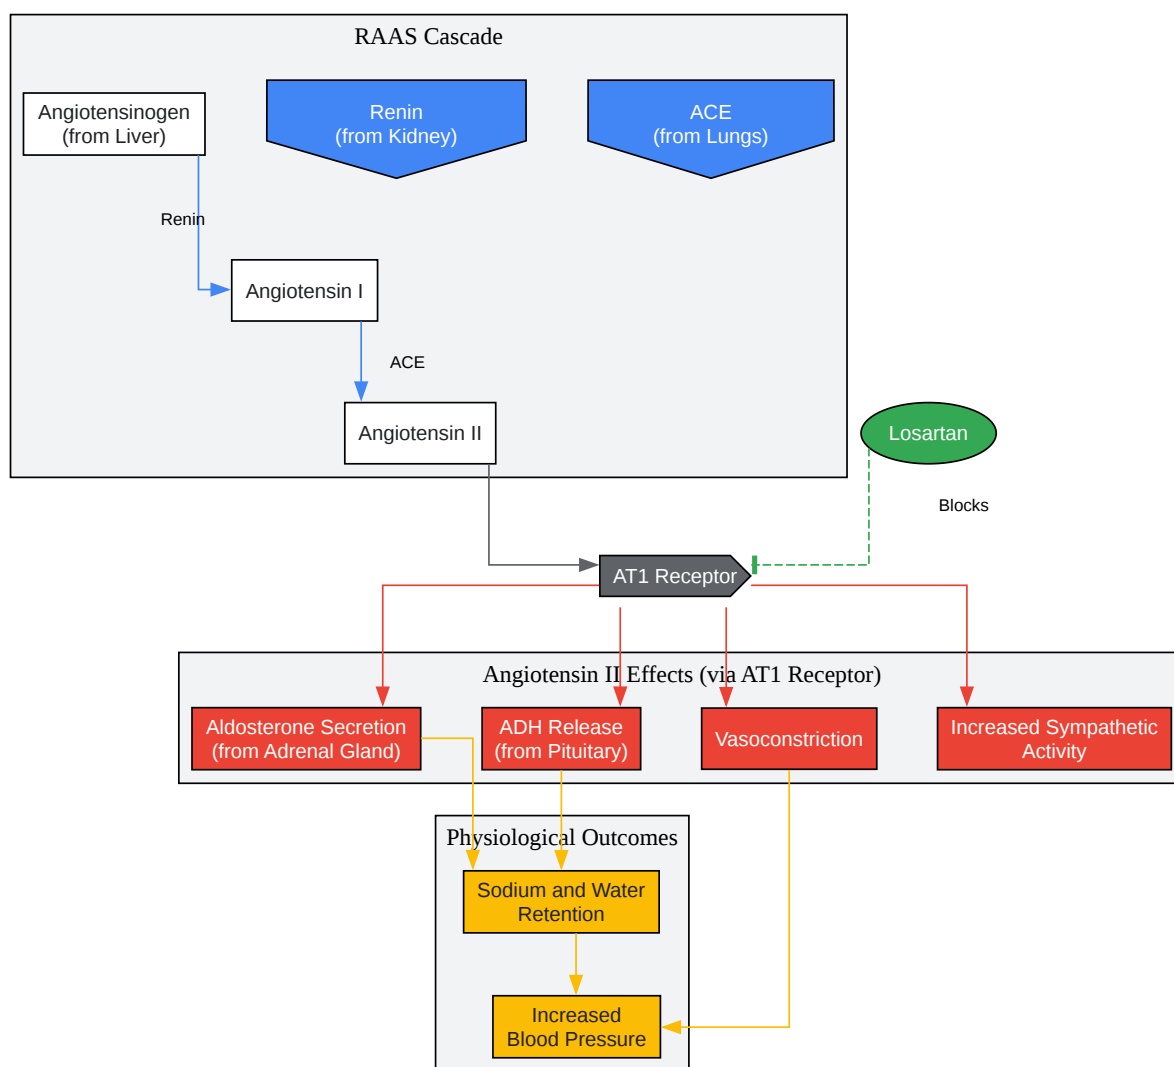 RAAS Cascade
Angiotensinogen
(from Liver)
Renin
(from Kidney)
ACE
(from Lungs)
Renin
Angiotensin I
ACE
Angiotensin II
Losartan
Blocks
AT1 Receptor
Angiotensin II Effects (via AT1 Receptor)
Aldosterone Secretion
(from Adrenal Gland)
ADH Release
(from Pituitary)
Vasoconstriction
Increased Sympathetic
Activity
Physiological Outcomes
Sodium and Water
Retention
Increased
Blood Pressure